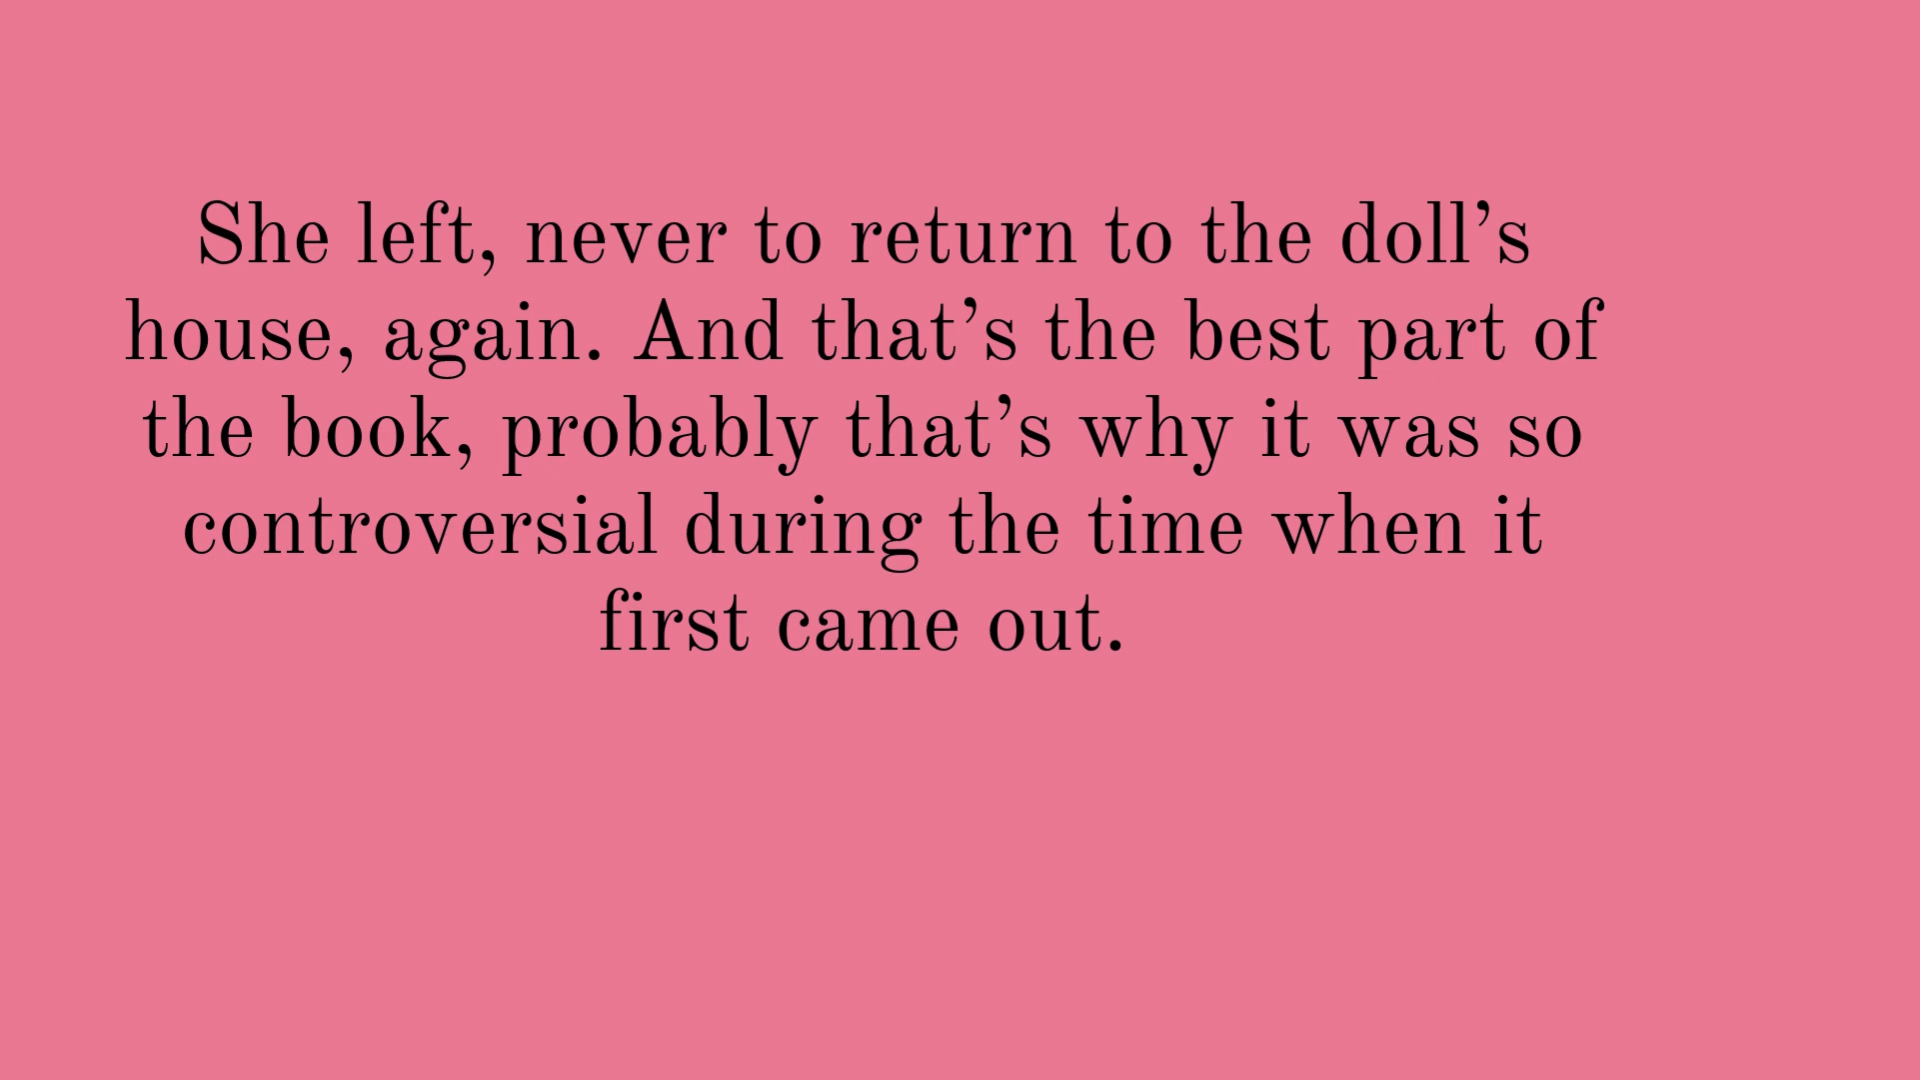 She left, never to return to the doll’s
house, again. And that’s the best part of
the book, probably that’s why it was so
controversial during the time when it
first came out.